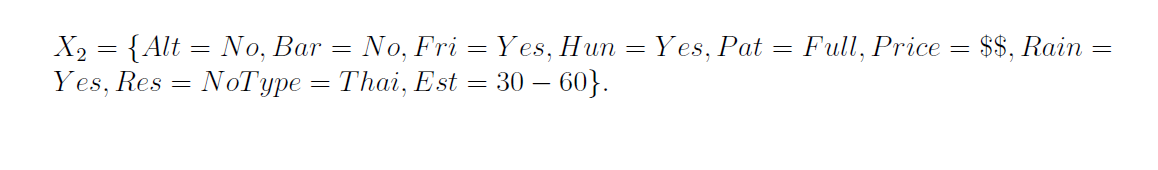 X₂ = {Alt = No, Bar = No, Fri = Yes, Hun = Yes, Pat = Full, Price = $$, Rain =
Yes, Res = NoType = Thai, Est = 30 − 60}.